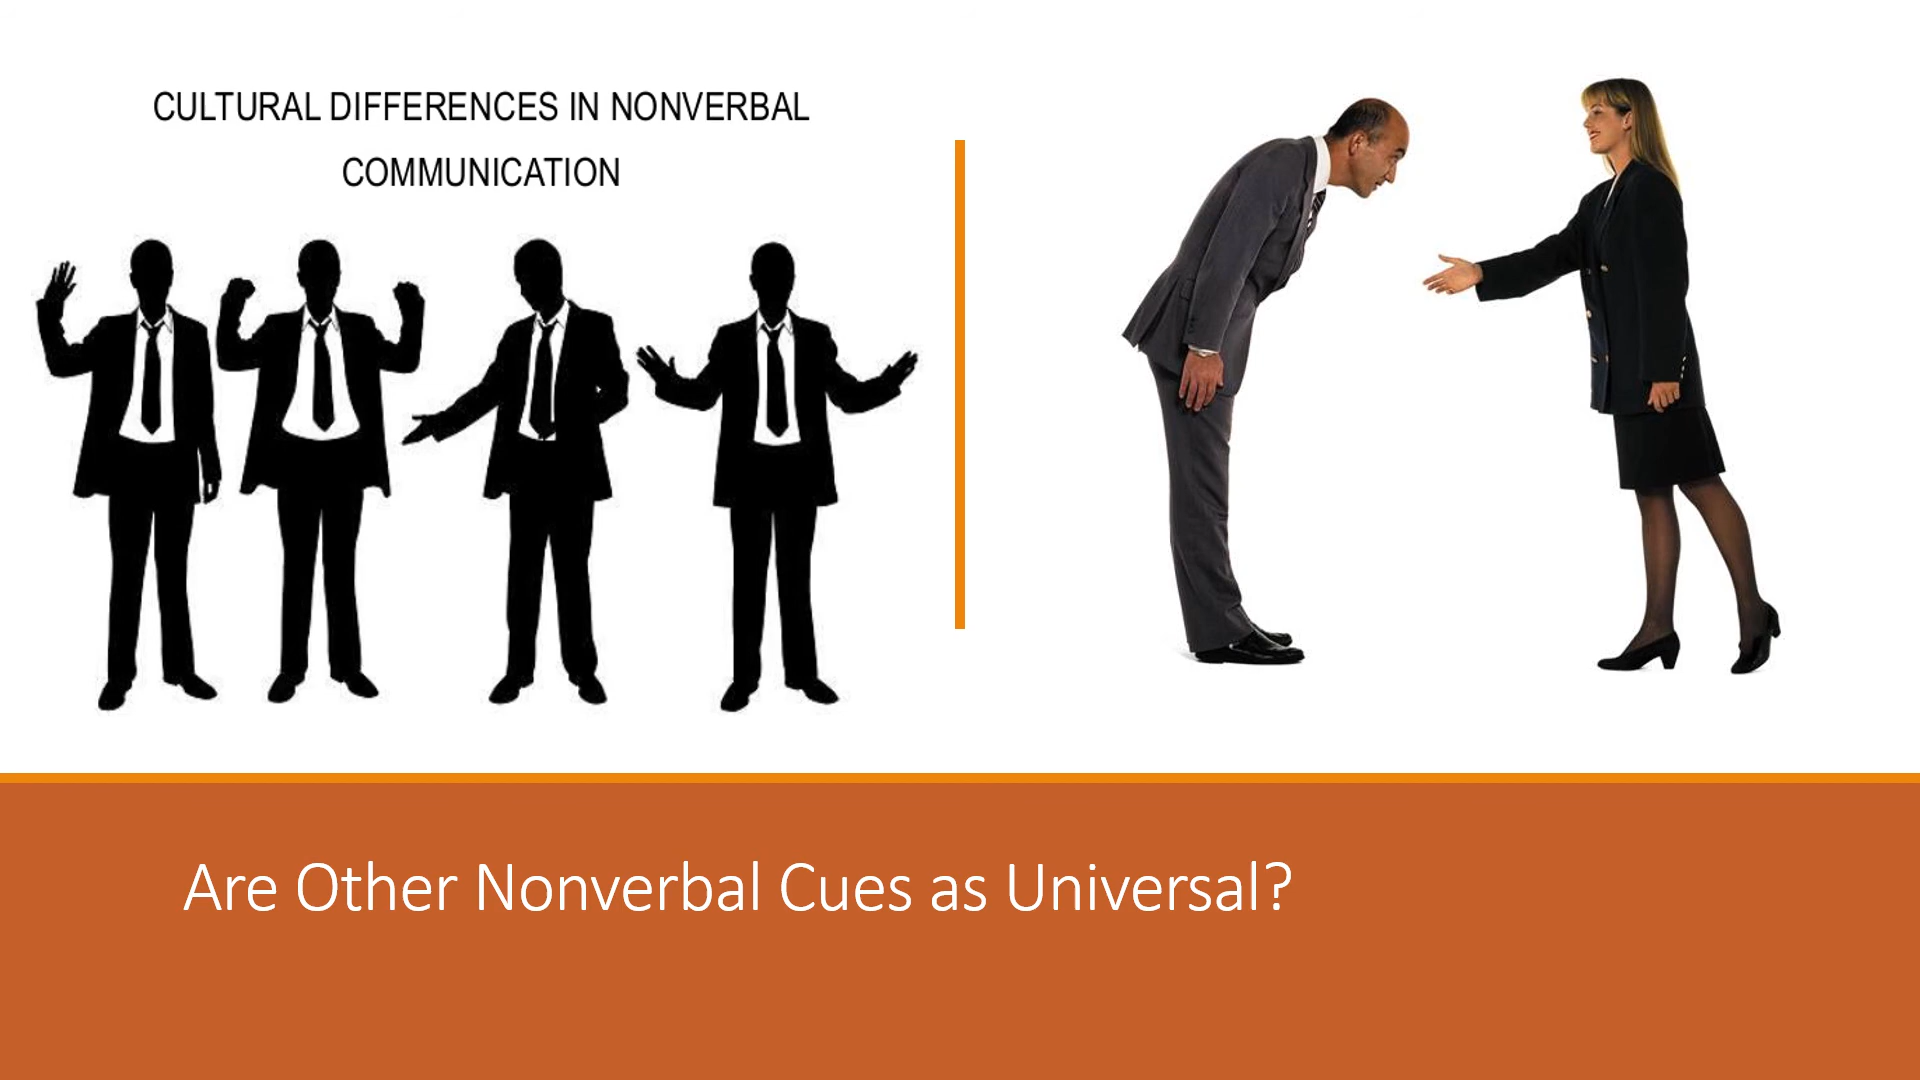 CULTURAL DIFFERENCES IN NONVERBAL
COMMUNICATION
Are Other Nonverbal Cues as Universal?